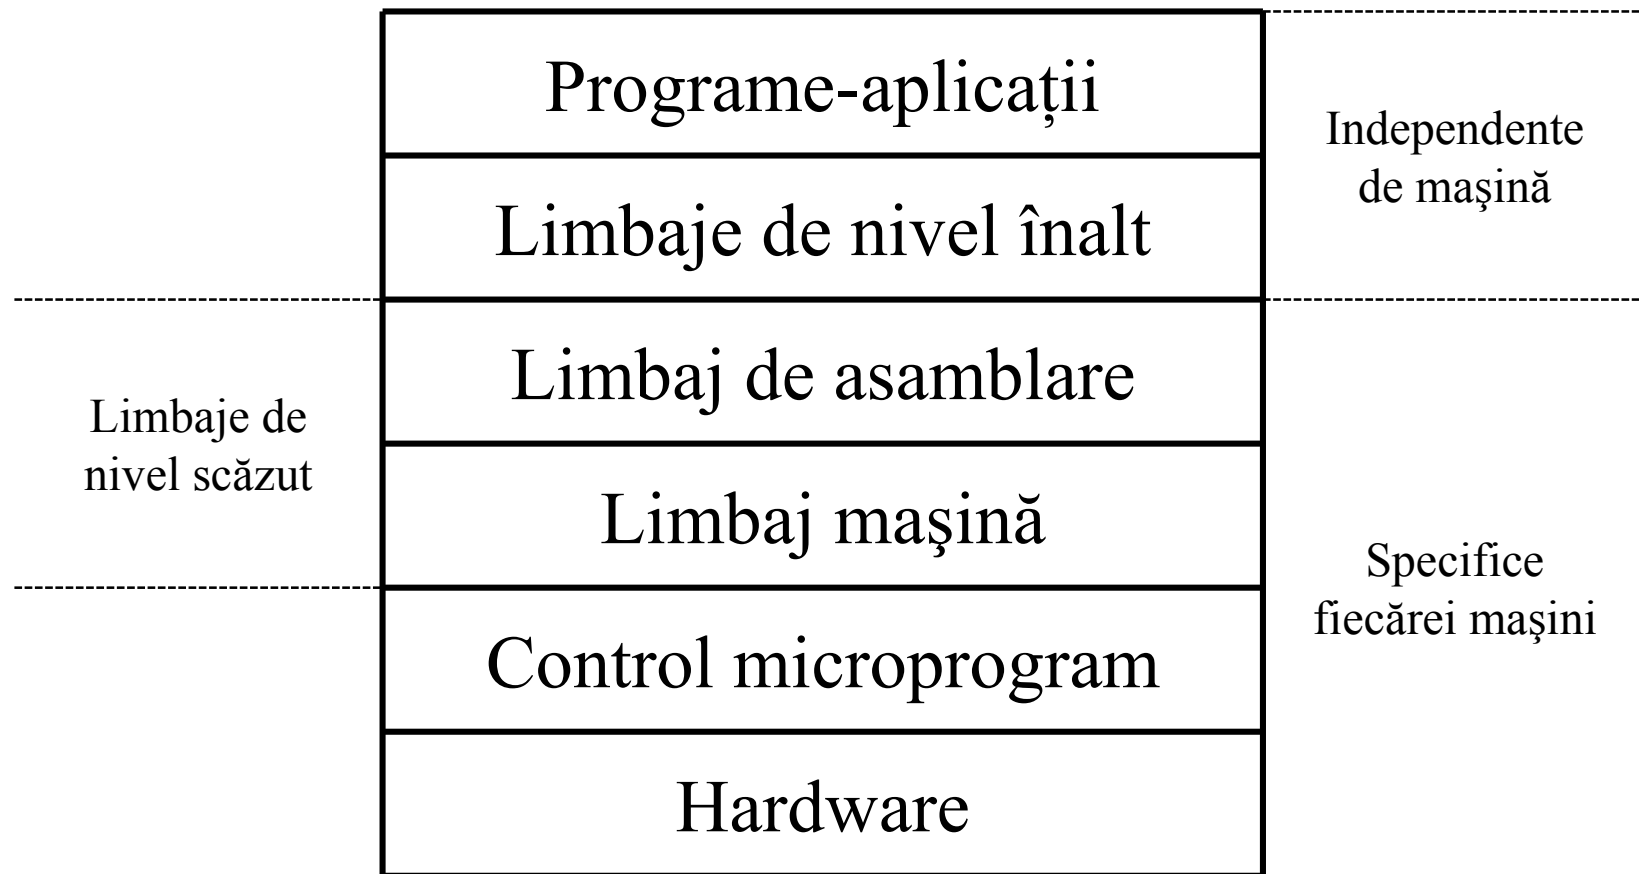 Programe-aplicații
Independente
de maşină
Limbaje de nivel înalt
Limbaj de asamblare
Limbaje de
nivel scăzut
Limbaj maşină
Specifice
fiecărei maşini
Control microprogram
Hardware